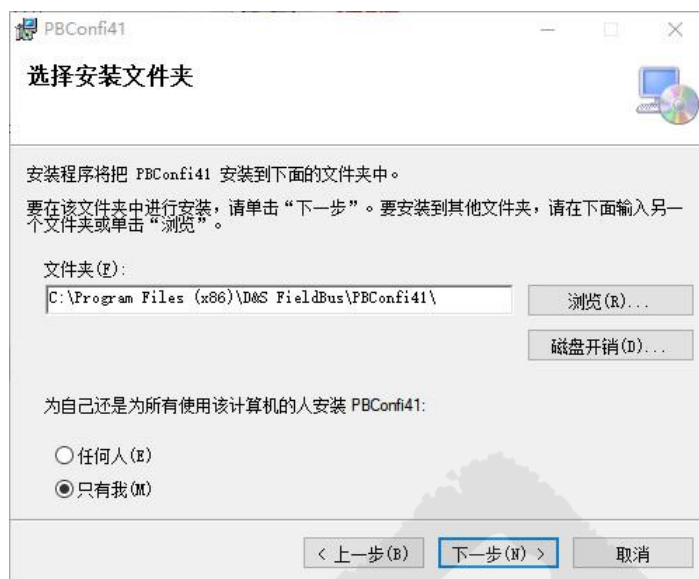 PBConfi41
选择安装文件夹
安装程序将把 PBConfi41 安装到下面的文件夹中。
要在该文件夹中进行安装，请单击“下一步”。要安装到其他文件夹，请在下面输入另一
个文件夹或单击“浏览”。
文件夹(F):
C:\Program Files (x86)\D&S FieldBus\PBConfi41\
浏览(R)...
磁盘开销(D)...
为自己还是为所有使用该计算机的人安装 PBConfi41:
任何人(E)
只有我(M)
< 上一步(B)
下一步(N) >
取消